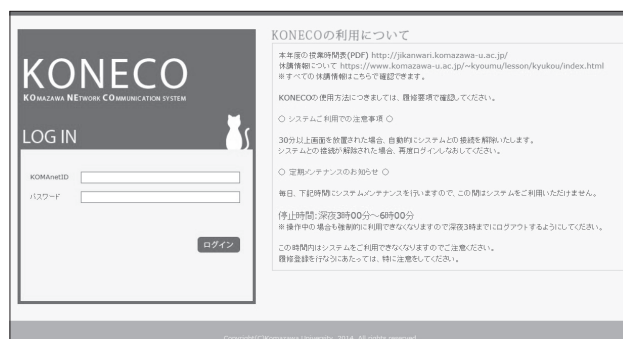 KONECO
KOMAZAWA NETWORK COMMUNICATION SYSTEM
LOG IN
KOMAnetID
パスワード
ログイン
KONECOの利用について
本年度の授業時間表(PDF) http://jikanwari.komazawa-u.ac.jp/
休講情報について https://www.komazawa-u.ac.jp/~kyoumu/lesson/kyukou/index.html
※すべての休講情報はこちらで確認できます。
KONECOの使用方法につきましては、履修要項で確認してください。
○ システムご利用での注意事項 ○
30分以上画面を放置された場合、自動的にシステムとの接続を解除いたします。
システムとの接続が解除された場合、再度ログインしなおしてください。
○ 定期メンテナンスのお知らせ ○
毎日、下記時間にシステムメンテナンスを行いますので、この間はシステムをご利用いただけません。
停止時間:深夜3時00分～6時00分
※操作中の場合も強制的に利用できなくなりますので深夜3時までにログアウトするようにしてください。
この時間内はシステムをご利用できなくなりますのでご注意ください。
履修登録を行なうにあたっては、特に注意をしてください。
Copyright(C)Komazawa University, 2014, All rights reserved